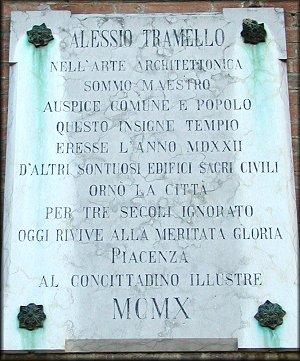 ALESSIO TRAMELLO
NELL'ARTE ARCHITETTONICA
SOMMO MAESTRO
AUSPICE COMUNE E POPOLO
QUESTO INSIGNE TEMPIO
ERESSE L'ANNO MDXXII
D'ALTRI SONTUOSI EDIFICI SACRI CIVILI
ORNÒ LA CITTÀ
PER TRE SECOLI IGNORATO
OGGI RIVIVE ALLA MERITATA GLORIA
PIACENZA
AL CONCITTADINO ILLUSTRE
MCMX